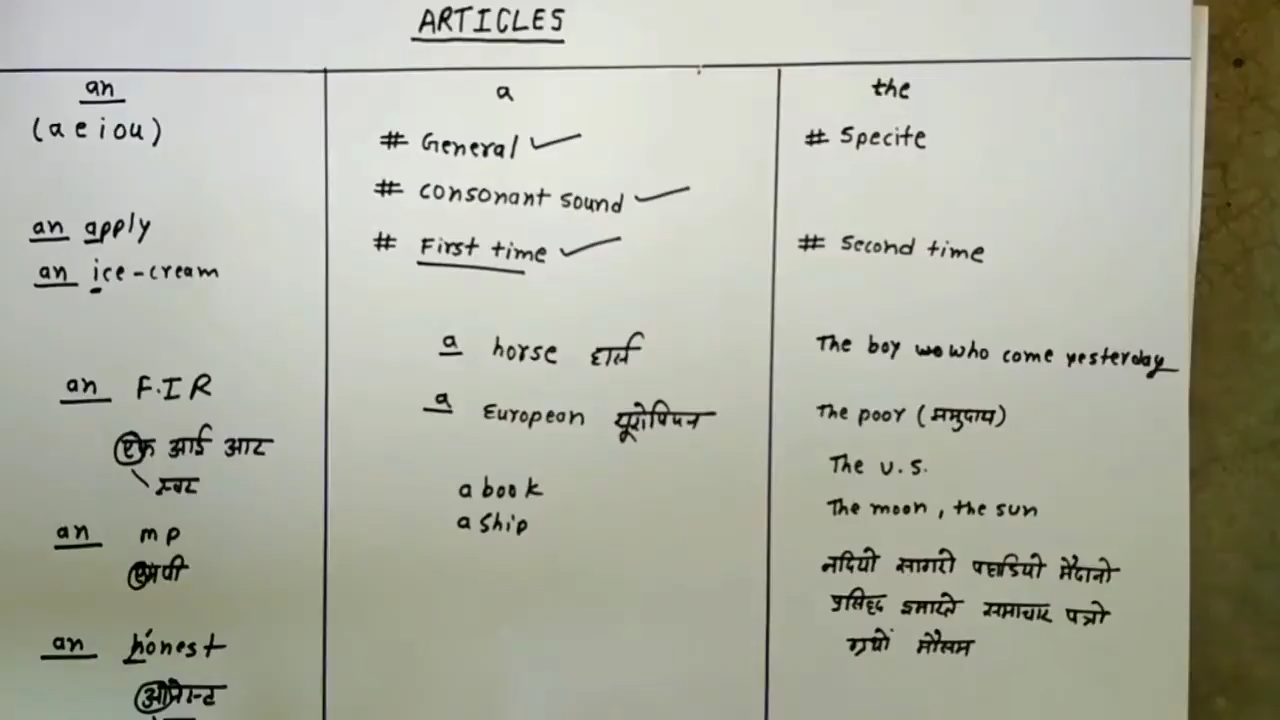 ARTICLES
an
(a e i o u)
an apply
an ice-cream
an F.I.R
एफ आई आर
स्वर
an mp
एमपी
an honest
a
# General
# consonant sound
# First time
a horse हार्स
a European यूरोपियन
a book
a ship
the
# Specite
# Second time
The boy who come yesterday
The poor (समुदाय)
The U.S.
The moon, the sun
नदियो सागरो पहाडियो मैदानो
प्रसिद्द इमारते समाचार पत्रो
ग्रथों मौसम